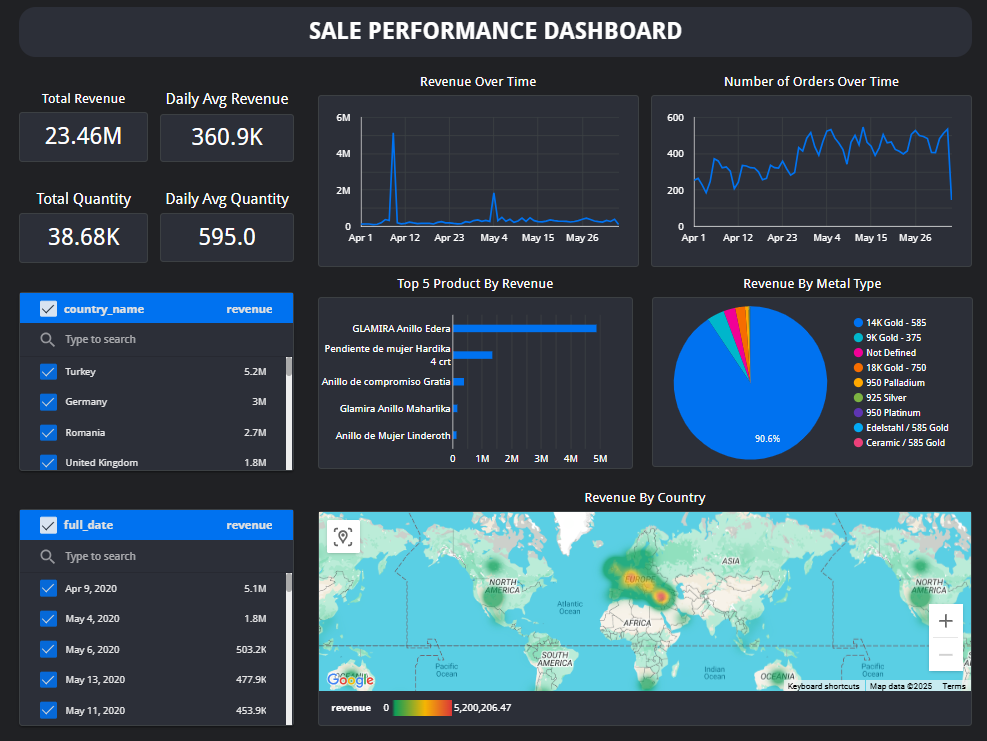 SALE PERFORMANCE DASHBOARD
Total Revenue
23.46M
Daily Avg Revenue
360.9K
Total Quantity
38.68K
Daily Avg Quantity
595.0
Revenue Over Time
6M
4M
2M
0
Apr 1
Apr 12
Apr 23
May 4
May 15
May 26
Number of Orders Over Time
600
400
200
0
Apr 1
Apr 12
Apr 23
May 4
May 15
May 26
country_name revenue
Type to search
Turkey 5.2M
Germany 3M
Romania 2.7M
United Kingdom 1.8M
Top 5 Product By Revenue
GLAMIRA Anillo Edera
Pendiente de mujer Hardika
4 crt
Anillo de compromiso Gratia
Glamira Anillo Maharlika
Anillo de Mujer Linderoth
0 1M 2M 3M 4M 5M
Revenue By Metal Type
90.6%
14K Gold - 585
9K Gold - 375
Not Defined
18K Gold - 750
950 Palladium
925 Silver
950 Platinum
Edelstahl / 585 Gold
Ceramic / 585 Gold
full_date revenue
Type to search
Apr 9, 2020 5.1M
May 4, 2020 1.8M
May 6, 2020 503.2K
May 13, 2020 477.9K
May 11, 2020 453.9K
Revenue By Country
NORTH
AMERICA
Atlantic
Ocean
EUROPE
ASIA
AFRICA
NORTH
AMERICA
SOUTH
AMERICA
Pacific
Ocean
Indian
Ocean
OCEANIA
OCEANIA
Pacific
Ocean
SOUTH
AMERICA
+
−
Google
Keyboard shortcuts
Map data ©2025
Terms
revenue 0 5,200,206.47